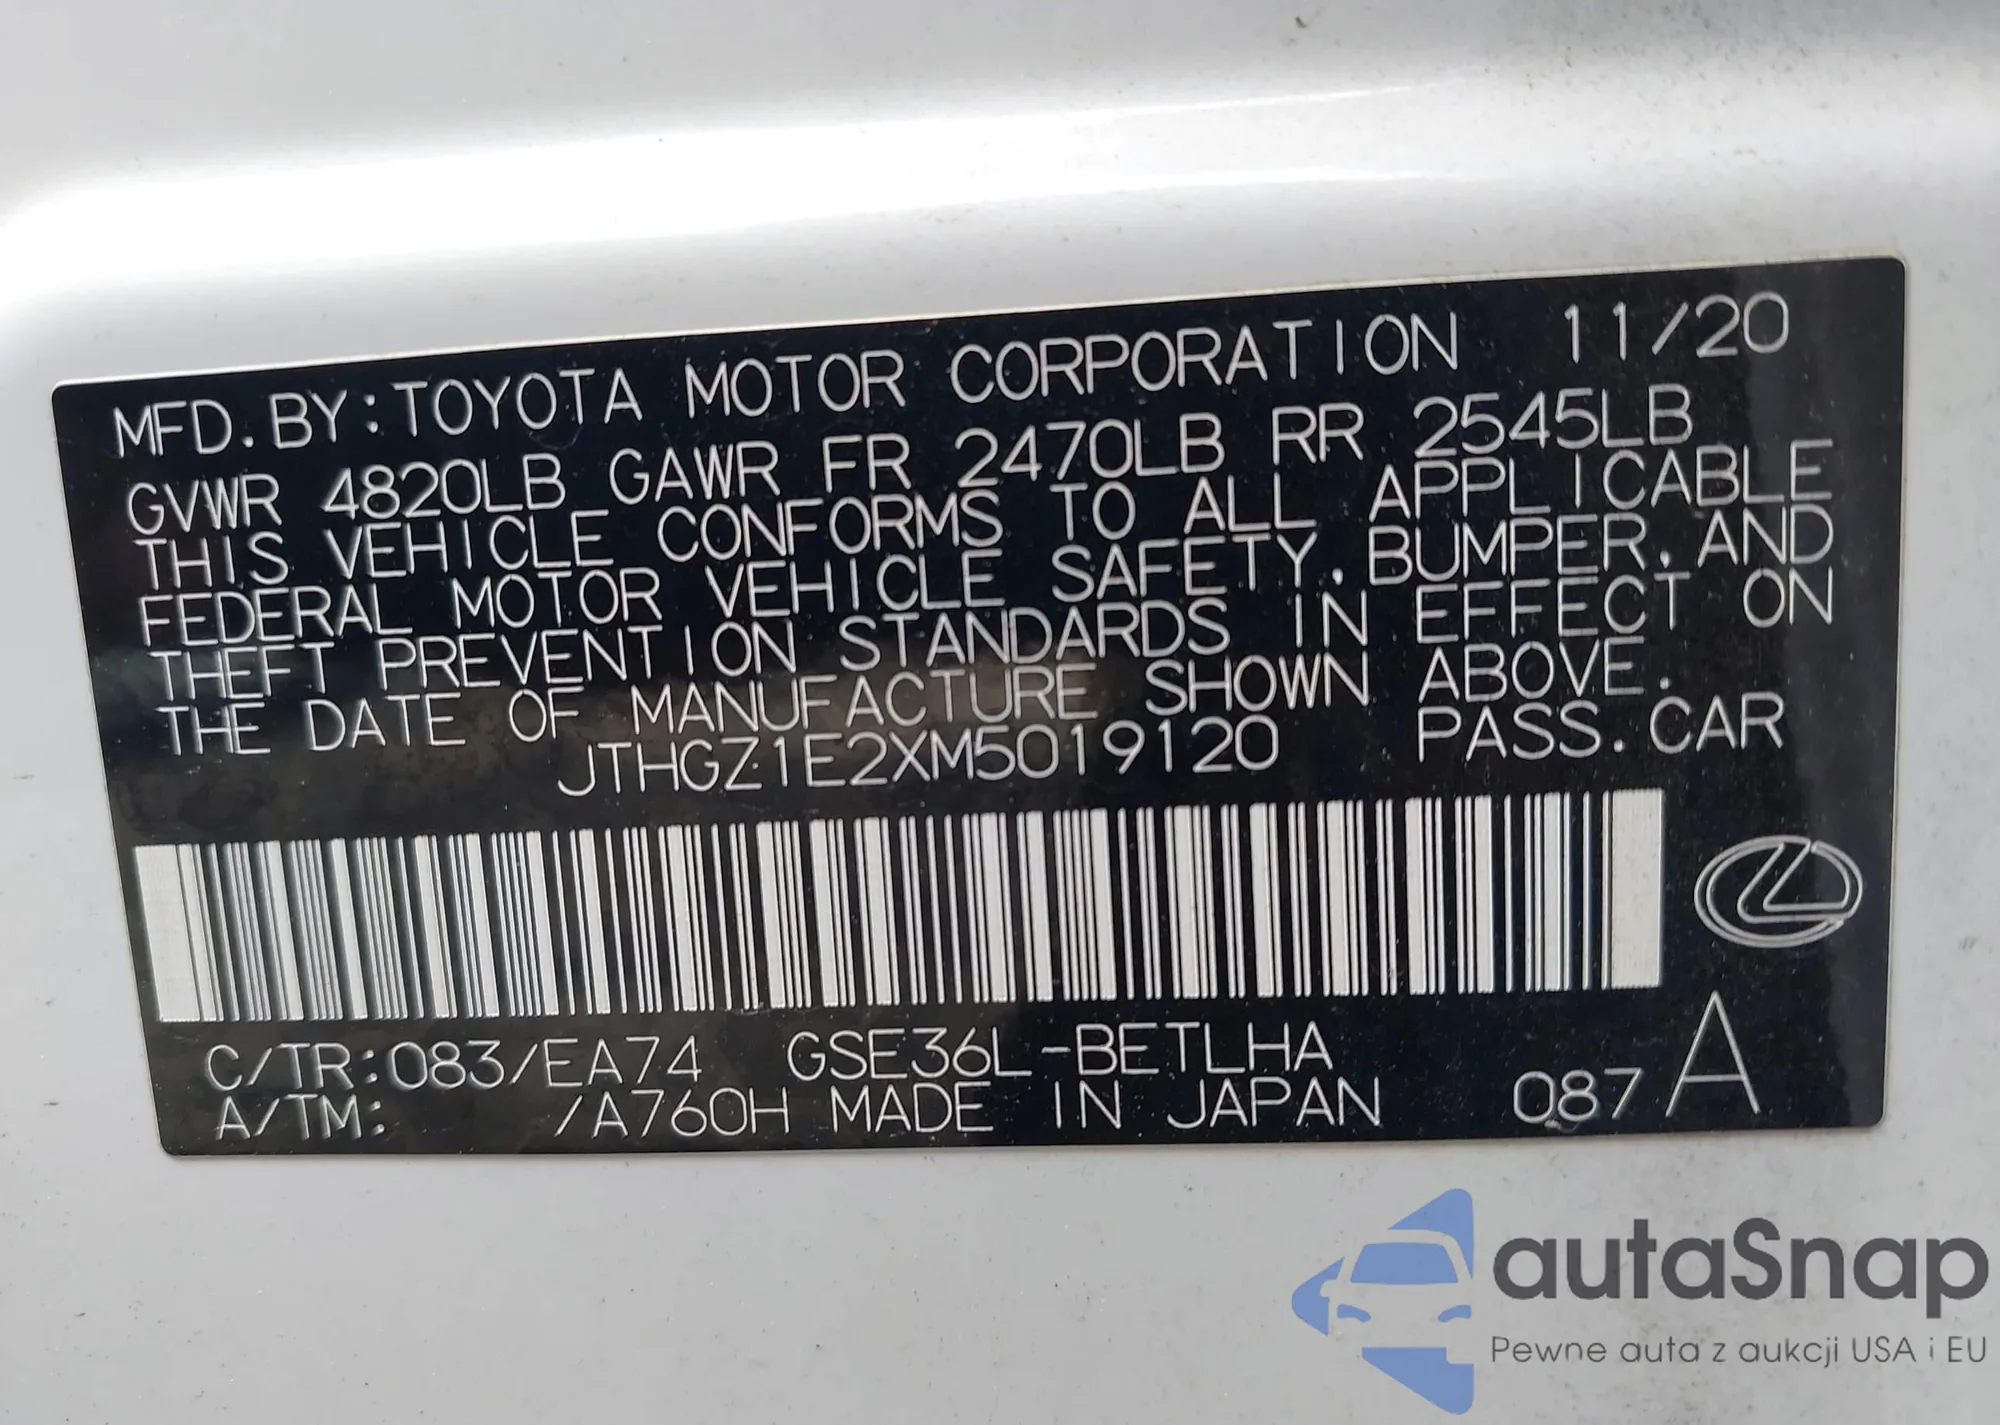 MFD. BY: TOYOTA MOTOR CORPORATION 11/20
GVWR 4820LB GAWR FR 2470LB RR 2545LB
THIS VEHICLE CONFORMS TO ALL APPLICABLE
FEDERAL MOTOR VEHICLE SAFETY, BUMPER, AND
THEFT PREVENTION STANDARDS IN EFFECT ON
THE DATE OF MANUFACTURE SHOWN ABOVE.
JTHGZ1E2XM5019120 PASS. CAR
C/TR: 083/EA74 GSE36L-BETLHA
A/TM: /A760H MADE IN JAPAN 087 A
autaSnap
Pewne auta z aukcji USA i EU